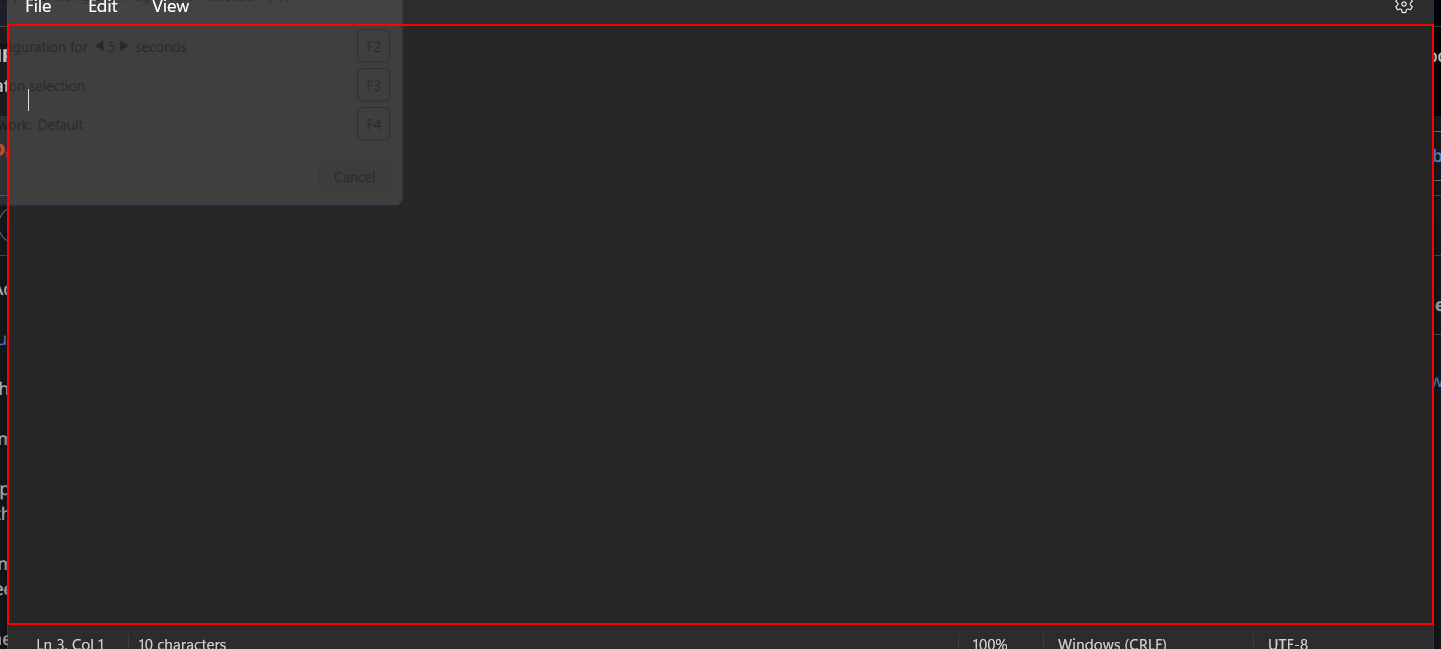 File Edit View
guration for 5 seconds F2
on selection F3
work: Default F4
Cancel
Ln 3, Col 1 10 characters 100% Windows (CRLF) UTF-8